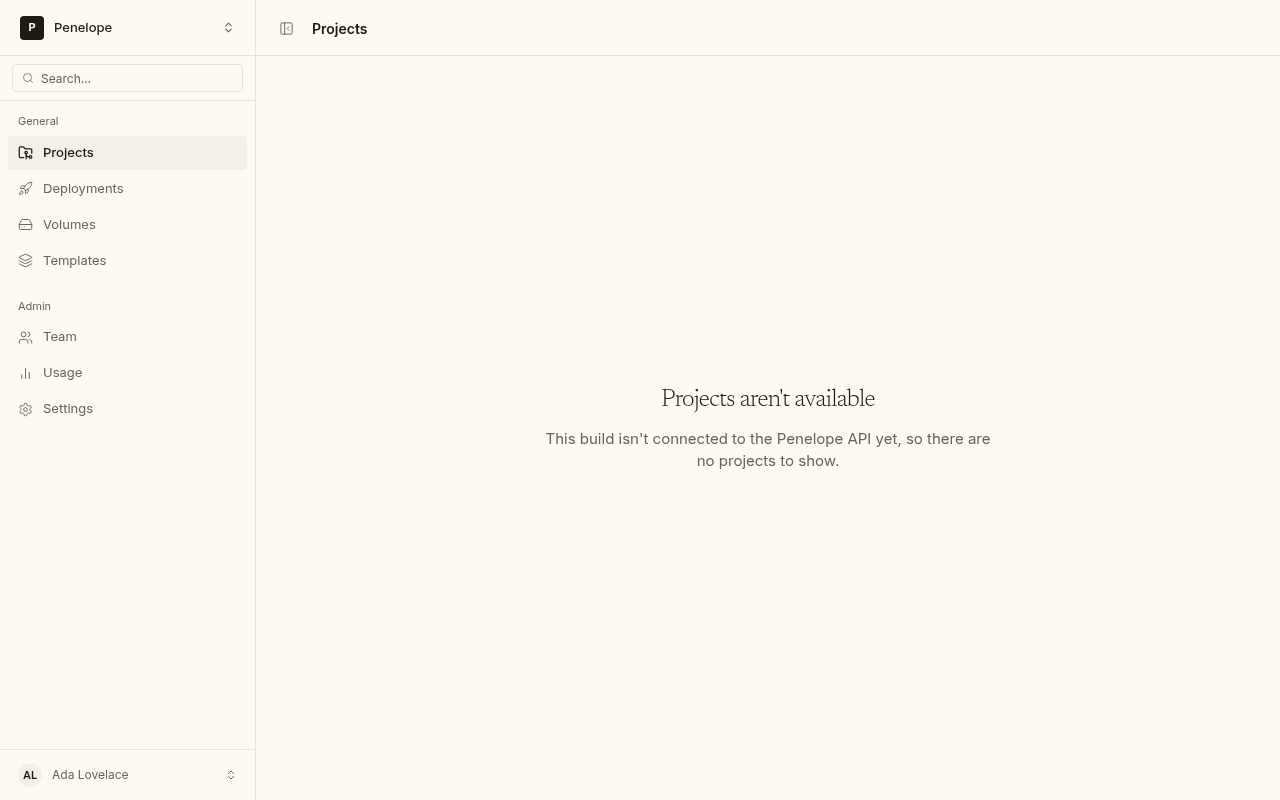 P
Penelope
Search...
General
Projects
Deployments
Volumes
Templates
Admin
Team
Usage
Settings
AL
Ada Lovelace
Projects
Projects aren't available
This build isn't connected to the Penelope API yet, so there are
no projects to show.